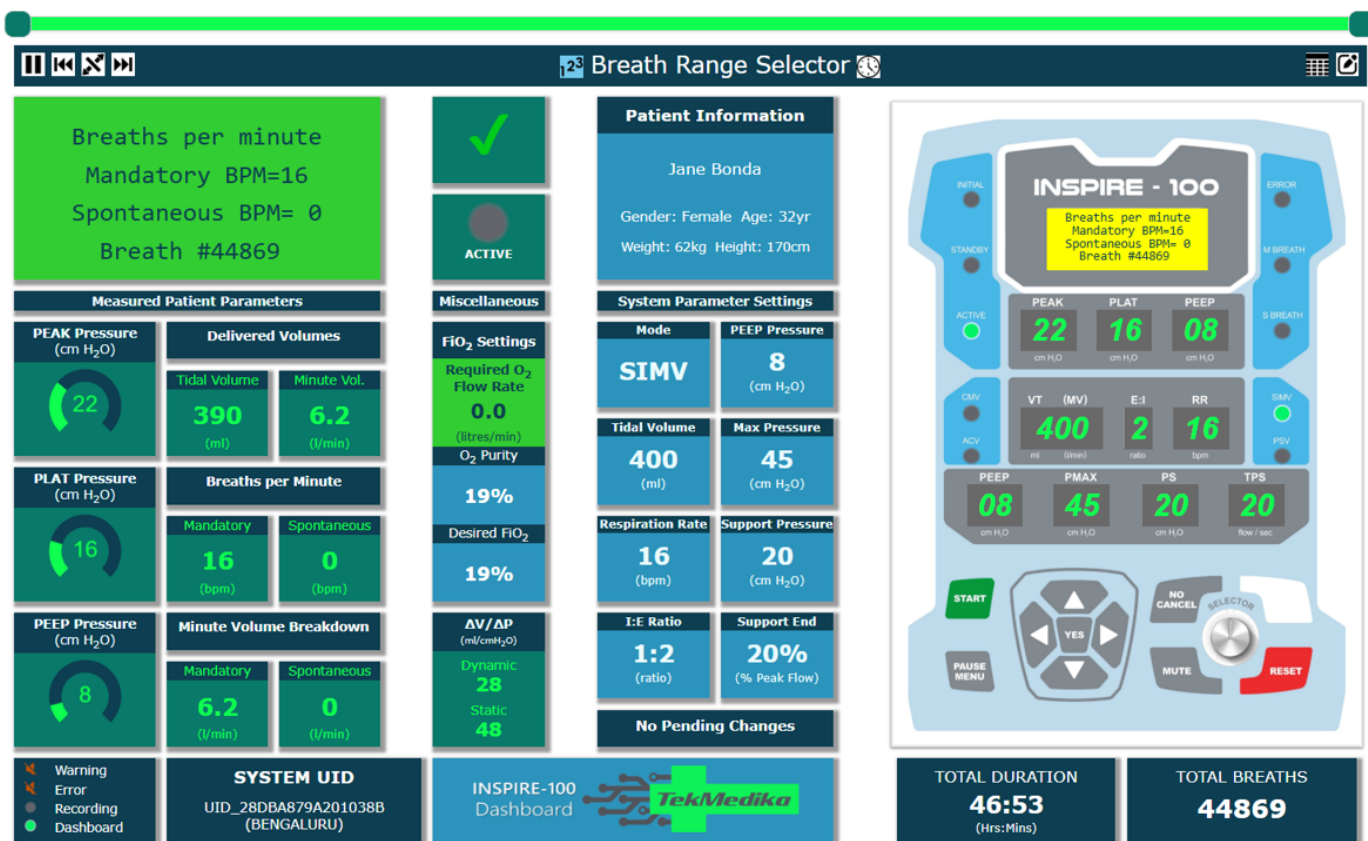 123 Breath Range Selector
Breaths per minute
Mandatory BPM=16
Spontaneous BPM= 0
Breath #44869
ACTIVE
Patient Information
Jane Bonda
Gender: Female Age: 32yr
Weight: 62kg Height: 170cm
Measured Patient Parameters
Miscellaneous
System Parameter Settings
PEAK Pressure
(cm H₂O)
22
Delivered Volumes
Tidal Volume
390
(ml)
Minute Vol.
6.2
(l/min)
PLAT Pressure
(cm H₂O)
16
Breaths per Minute
Mandatory
16
(bpm)
Spontaneous
0
(bpm)
PEEP Pressure
(cm H₂O)
8
Minute Volume Breakdown
Mandatory
6.2
(l/min)
Spontaneous
0
(l/min)
FiO₂ Settings
Required O₂
Flow Rate
0.0
(litres/min)
O₂ Purity
19%
Desired FiO₂
19%
ΔV/ΔP
(ml/cmH₂O)
Dynamic
28
Static
48
Mode
SIMV
PEEP Pressure
8
(cm H₂O)
Tidal Volume
400
(ml)
Max Pressure
45
(cm H₂O)
Respiration Rate
16
(bpm)
Support Pressure
20
(cm H₂O)
I:E Ratio
1:2
(ratio)
Support End
20%
(% Peak Flow)
No Pending Changes
INSPIRE - 100
Breaths per minute
Mandatory BPM=16
Spontaneous BPM= 0
Breath #44869
INITIAL
STANDBY
ACTIVE
ERROR
M BREATH
S BREATH
PEAK PLAT PEEP
22 16 08
cm H₂O cm H₂O cm H₂O
CMV
ACV
VT (MV) E:I RR
400 2 16
ml (l/min) ratio bpm
SIMV
PSV
PEEP PMAX PS TPS
08 45 20 20
cm H₂O cm H₂O cm H₂O flow / sec
START
PAUSE
MENU
YES
NO
CANCEL
SELECTOR
MUTE
RESET
Warning
Error
Recording
Dashboard
SYSTEM UID
UID_28DBA879A201038B
(BENGALURU)
INSPIRE-100
Dashboard
TekMedika
TOTAL DURATION
46:53
(Hrs:Mins)
TOTAL BREATHS
44869